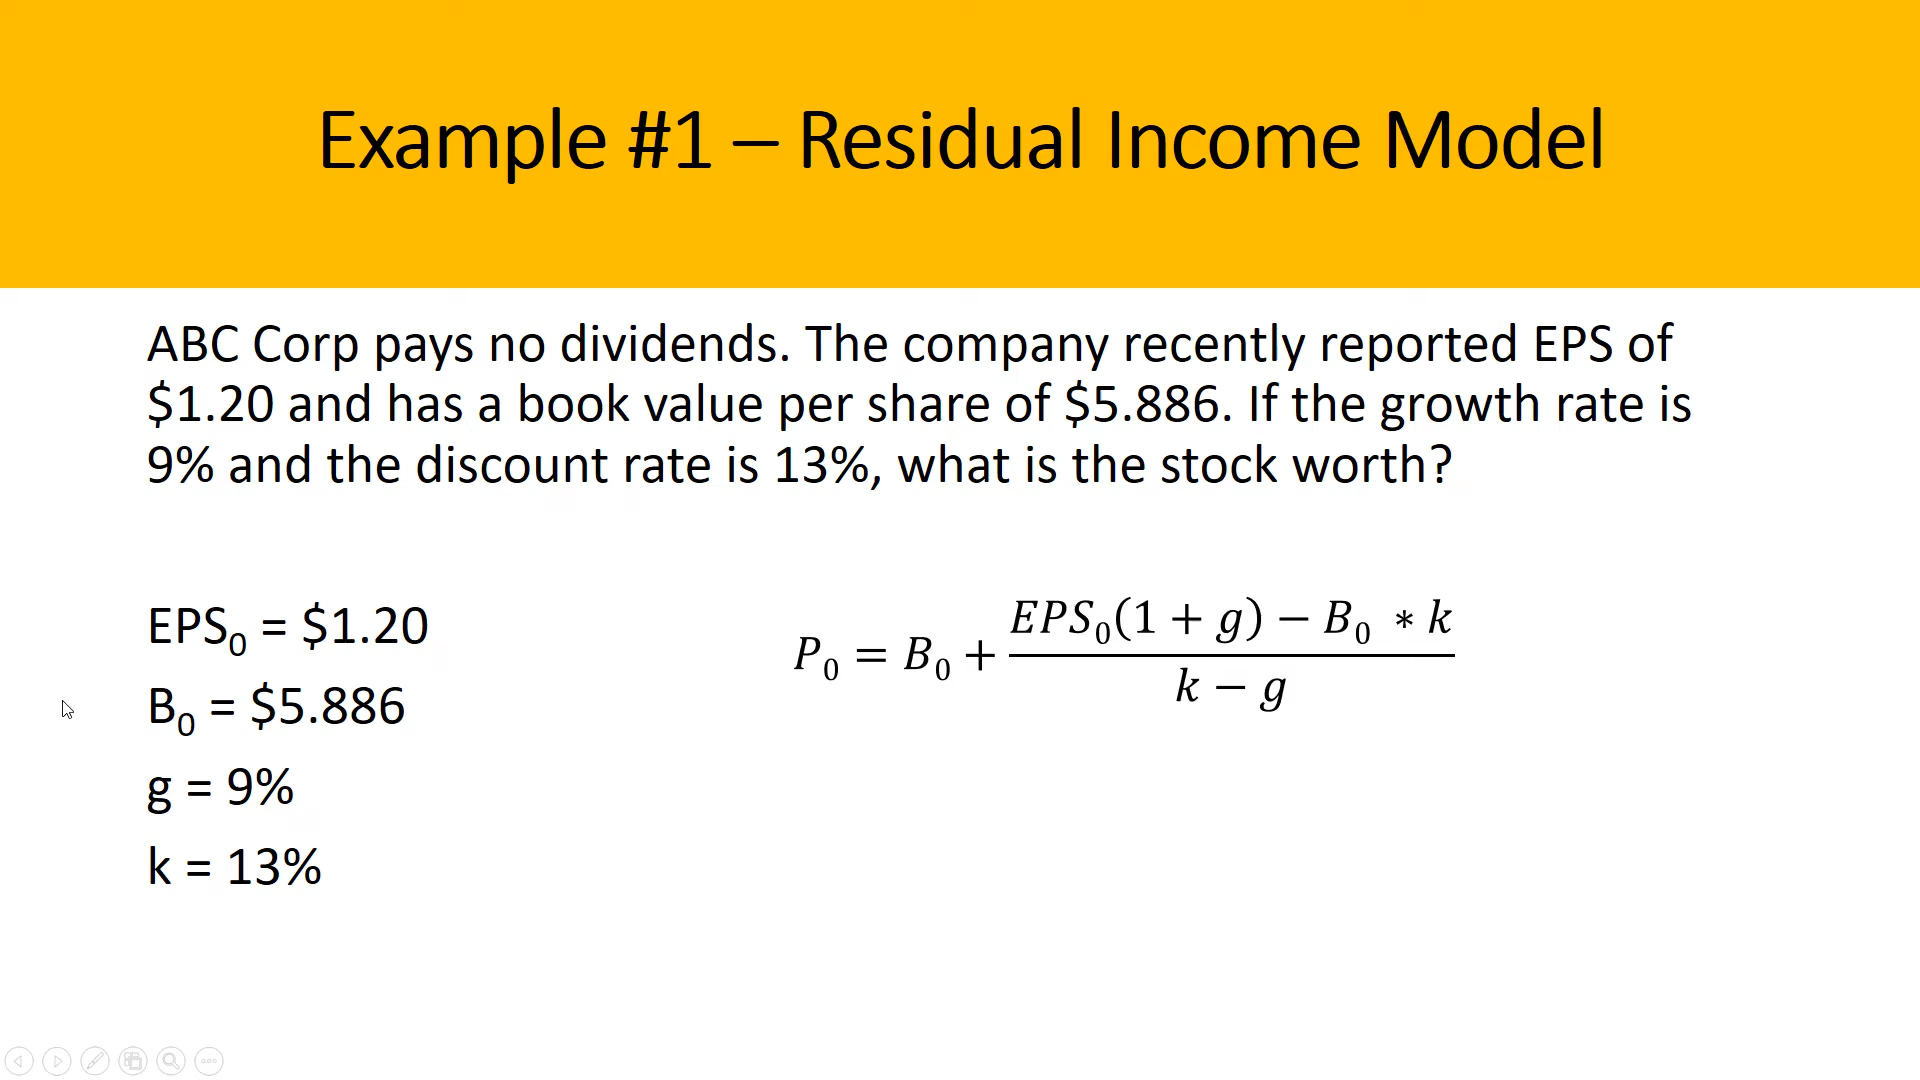 Example #1 – Residual Income Model
ABC Corp pays no dividends. The company recently reported EPS of
$1.20 and has a book value per share of $5.886. If the growth rate is
9% and the discount rate is 13%, what is the stock worth?
EPS₀ = $1.20
B₀ = $5.886
g = 9%
k = 13%
P₀ = B₀ + (EPS₀(1 + g) − B₀ ∗ k) / (k − g)